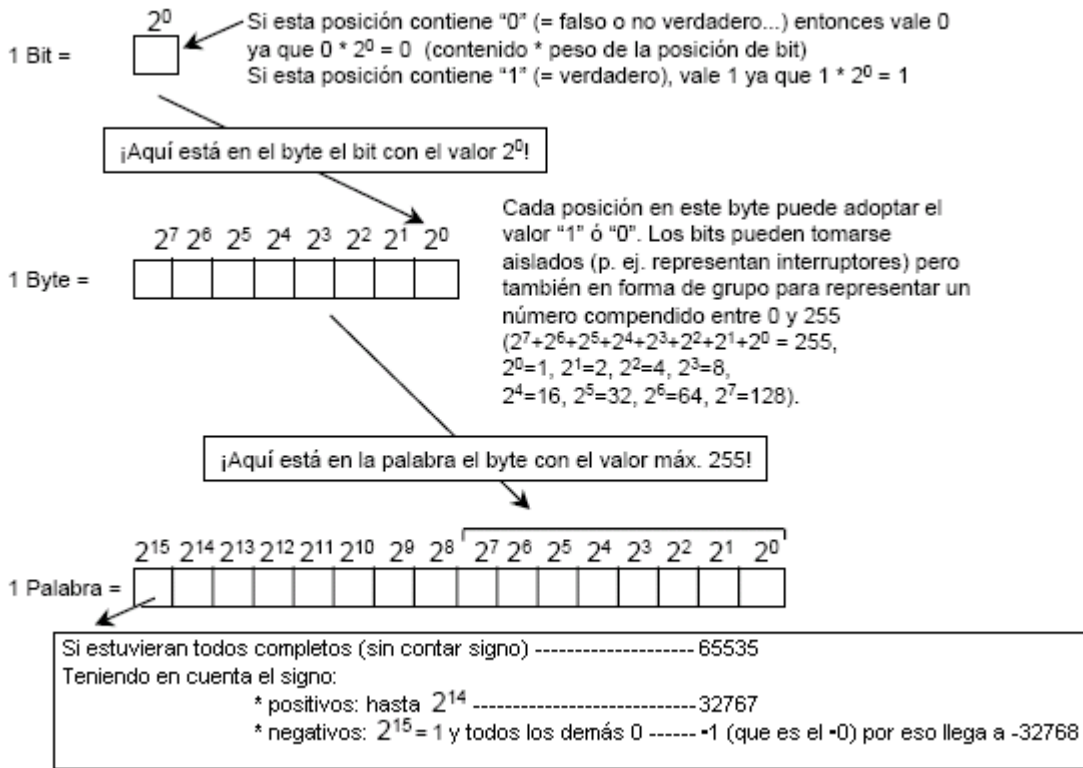 2⁰
Si esta posición contiene “0” (= falso o no verdadero...) entonces vale 0
1 Bit =
ya que 0 * 2⁰ = 0 (contenido * peso de la posición de bit)
Si esta posición contiene “1” (= verdadero), vale 1 ya que 1 * 2⁰ = 1
¡Aquí está en el byte el bit con el valor 2⁰!
2⁷ 2⁶ 2⁵ 2⁴ 2³ 2² 2¹ 2⁰
1 Byte =
Cada posición en este byte puede adoptar el
valor “1” ó “0”. Los bits pueden tomarse
aislados (p. ej. representan interruptores) pero
también en forma de grupo para representar un
número compendido entre 0 y 255
(2⁷+2⁶+2⁵+2⁴+2³+2²+2¹+2⁰ = 255,
2⁰=1, 2¹=2, 2²=4, 2³=8,
2⁴=16, 2⁵=32, 2⁶=64, 2⁷=128).
¡Aquí está en la palabra el byte con el valor máx. 255!
2¹⁵ 2¹⁴ 2¹³ 2¹² 2¹¹ 2¹⁰ 2⁹ 2⁸ 2⁷ 2⁶ 2⁵ 2⁴ 2³ 2² 2¹ 2⁰
1 Palabra =
Si estuvieran todos completos (sin contar signo) -------------------- 65535
Teniendo en cuenta el signo:
* positivos: hasta 2¹⁴ ---------------------------- 32767
* negativos: 2¹⁵ = 1 y todos los demás 0 ------ -1 (que es el -0) por eso llega a -32768